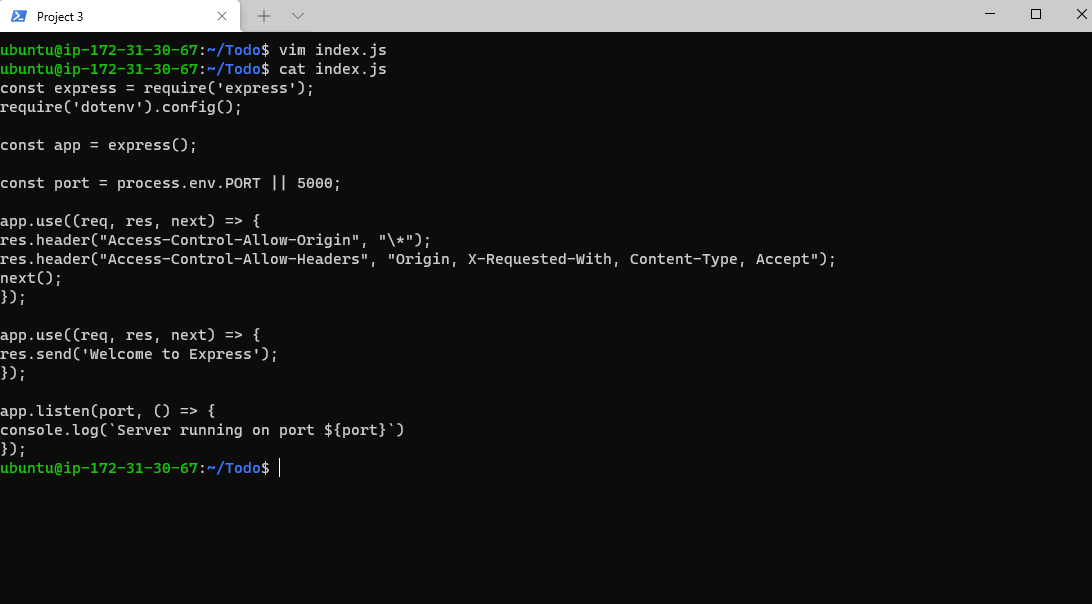 Project 3
ubuntu@ip-172-31-30-67:~/Todo$ vim index.js
ubuntu@ip-172-31-30-67:~/Todo$ cat index.js
const express = require('express');
require('dotenv').config();
const app = express();
const port = process.env.PORT || 5000;
app.use((req, res, next) => {
res.header("Access-Control-Allow-Origin", "\*");
res.header("Access-Control-Allow-Headers", "Origin, X-Requested-With, Content-Type, Accept");
next();
});
app.use((req, res, next) => {
res.send('Welcome to Express');
});
app.listen(port, () => {
console.log(`Server running on port ${port}`)
});
ubuntu@ip-172-31-30-67:~/Todo$